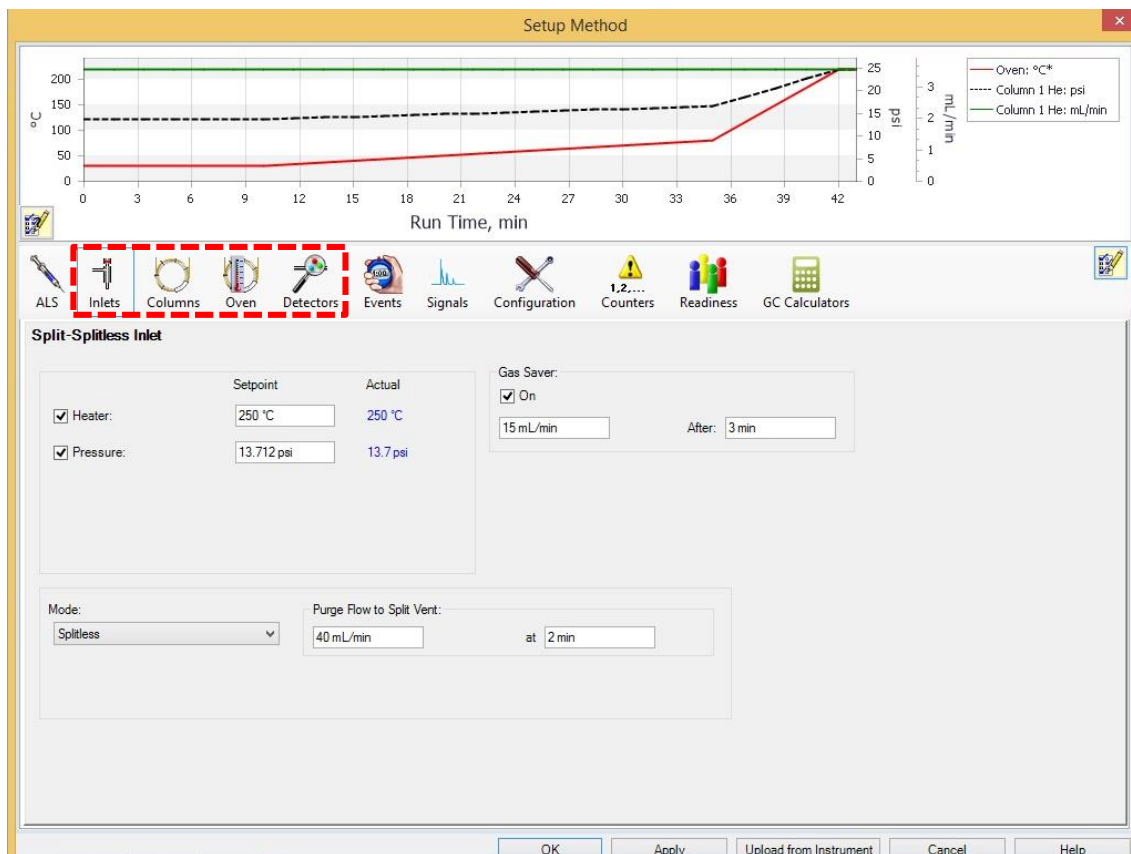 Setup Method
200
150
100
50
0
°C
0 3 6 9 12 15 18 21 24 27 30 33 36 39 42
Run Time, min
25
20
15
10
5
0
psi
3
2
1
0
mL/min
Oven: °C*
Column 1 He: psi
Column 1 He: mL/min
1,2,...
ALS Inlets Columns Oven Detectors Events Signals Configuration Counters Readiness GC Calculators
Split-Splitless Inlet
Setpoint Actual
Heater: 250 °C 250 °C
Pressure: 13.712 psi 13.7 psi
Gas Saver:
On
15 mL/min After: 3 min
Mode:
Splitless
Purge Flow to Split Vent:
40 mL/min at 2 min
OK Apply Upload from Instrument Cancel Help